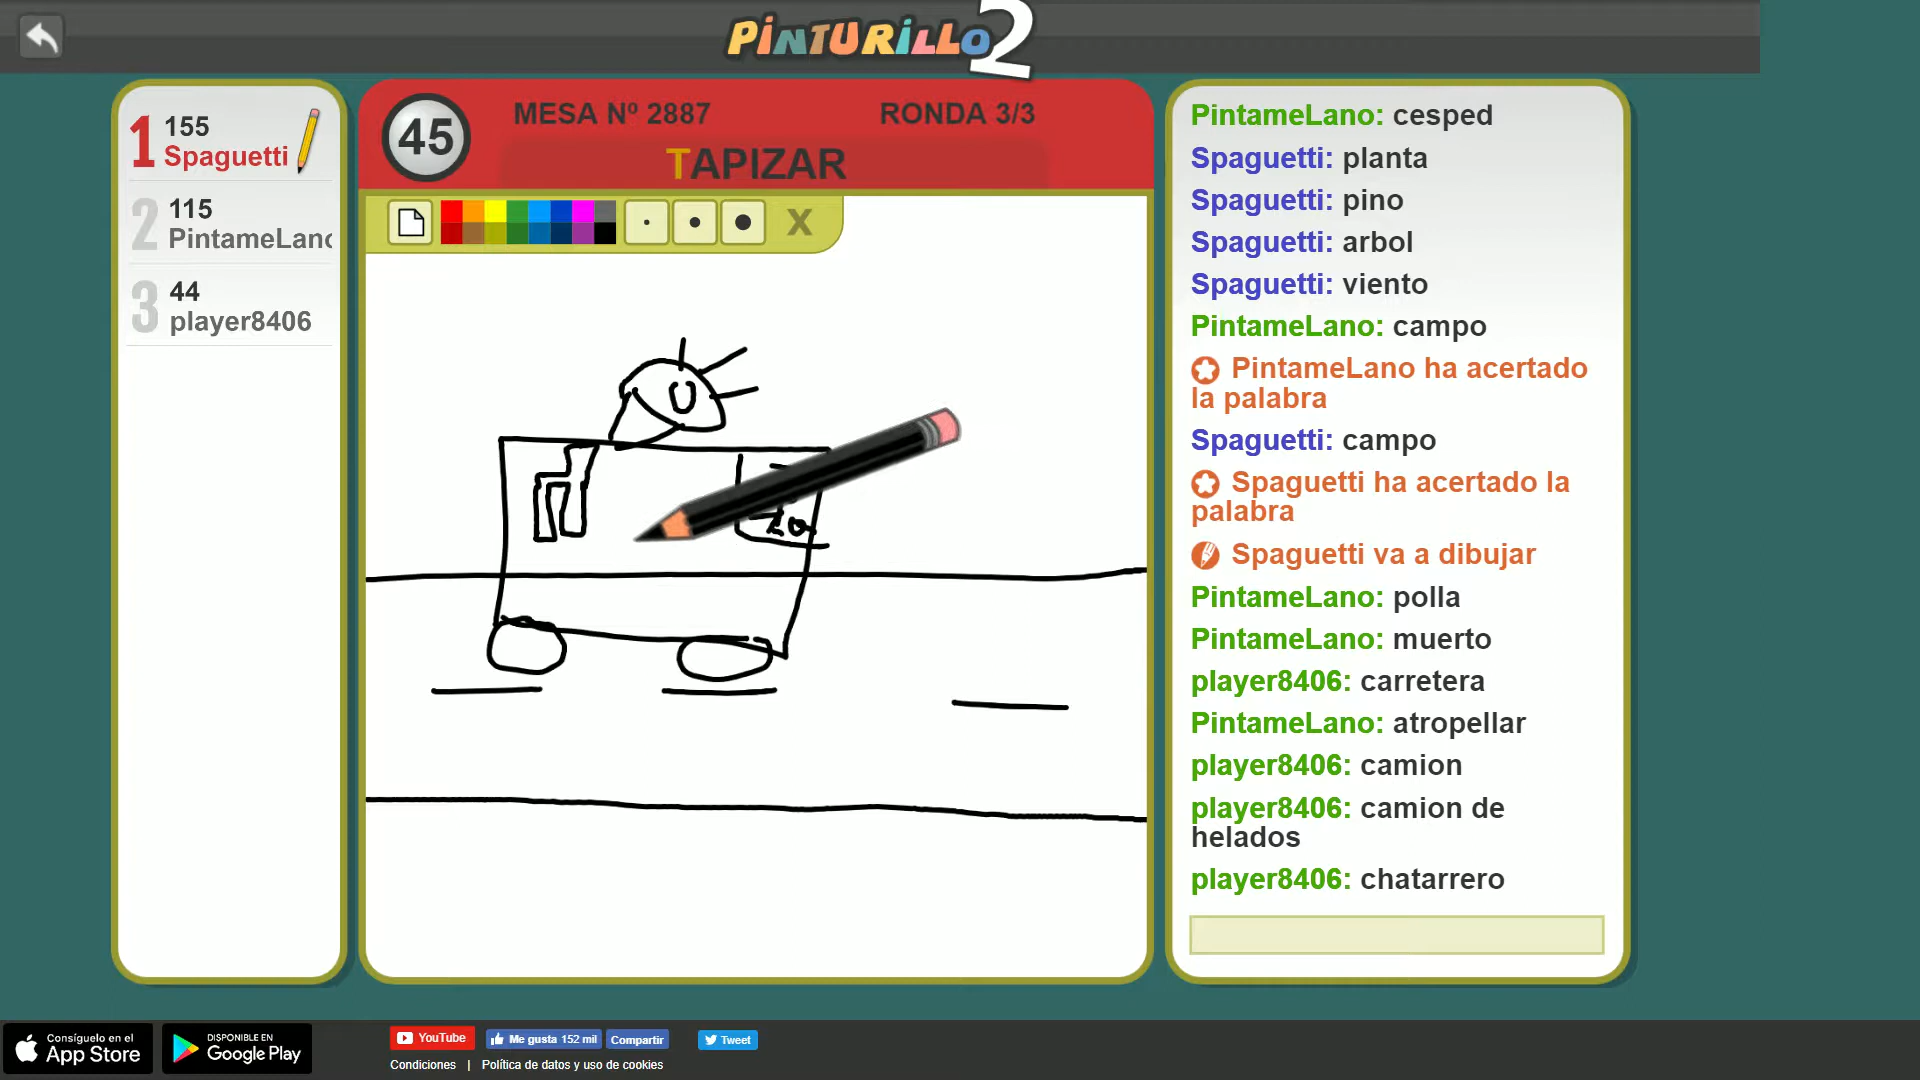 PiNTURiLLo2
1 155
Spaguetti
2 115
PintameLano
3 44
player8406
45
MESA Nº 2887
RONDA 3/3
TAPIZAR
X
PintameLano: cesped
Spaguetti: planta
Spaguetti: pino
Spaguetti: arbol
Spaguetti: viento
PintameLano: campo
PintameLano ha acertado
la palabra
Spaguetti: campo
Spaguetti ha acertado la
palabra
Spaguetti va a dibujar
PintameLano: polla
PintameLano: muerto
player8406: carretera
PintameLano: atropellar
player8406: camion
player8406: camion de
helados
player8406: chatarrero
Consíguelo en el
App Store
DISPONIBLE EN
Google Play
YouTube
Me gusta 152 mil
Compartir
Tweet
Condiciones | Política de datos y uso de cookies